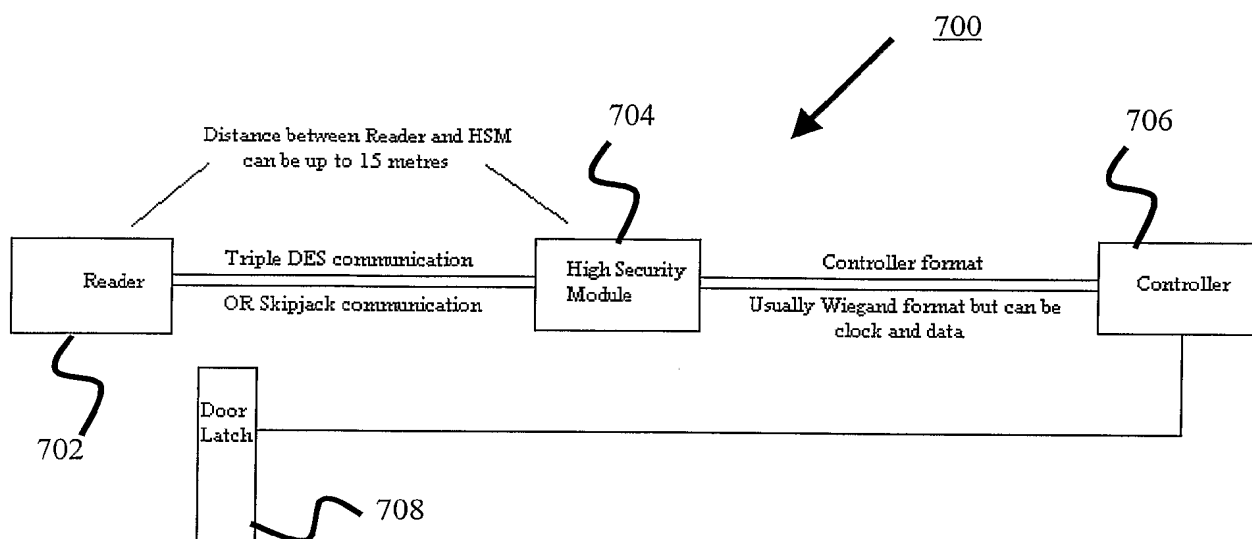 700
704
706
Distance between Reader and HSM
can be up to 15 metres
Reader
Triple DES communication
OR Skipjack communication
High Security
Module
Controller format
Usually Wiegand format but can be
clock and data
Controller
702
Door
Latch
708